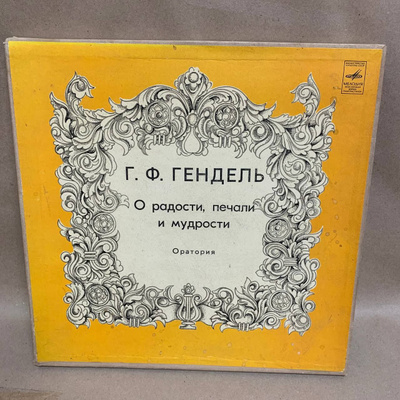 Г. Ф. ГЕНДЕЛЬ
О радости, печали
и мудрости
Оратория